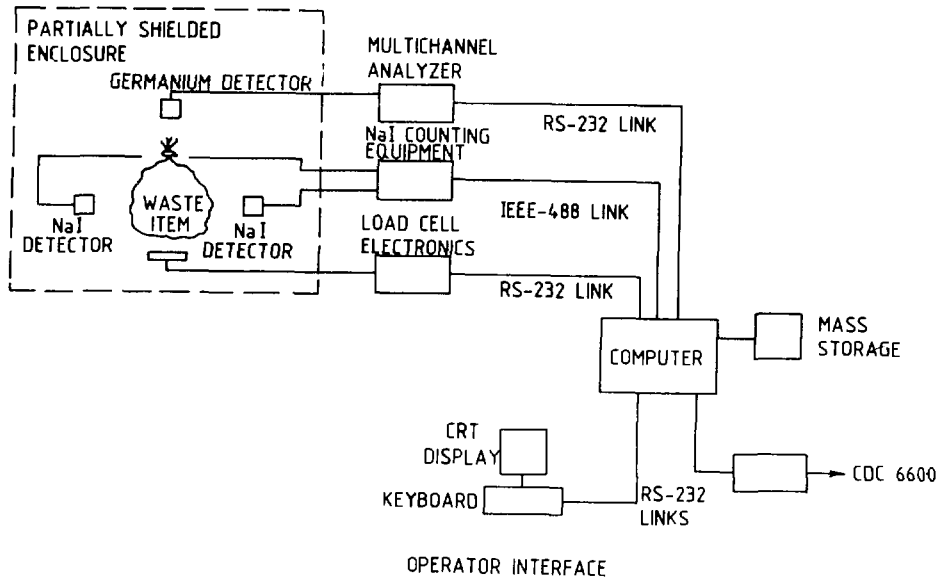 PARTIALLY SHIELDED
ENCLOSURE
GERMANIUM DETECTOR
MULTICHANNEL
ANALYZER
RS-232 LINK
NaI COUNTING
EQUIPMENT
WASTE
ITEM
NaI
DETECTOR
NaI
DETECTOR
IEEE-488 LINK
LOAD CELL
ELECTRONICS
RS-232 LINK
COMPUTER
MASS
STORAGE
CRT
DISPLAY
KEYBOARD
RS-232
LINKS
CDC 6600
OPERATOR INTERFACE